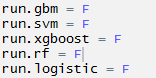 run.gbm = F
run.svm = F
run.xgboost = F
run.rf = F
run.logistic = F